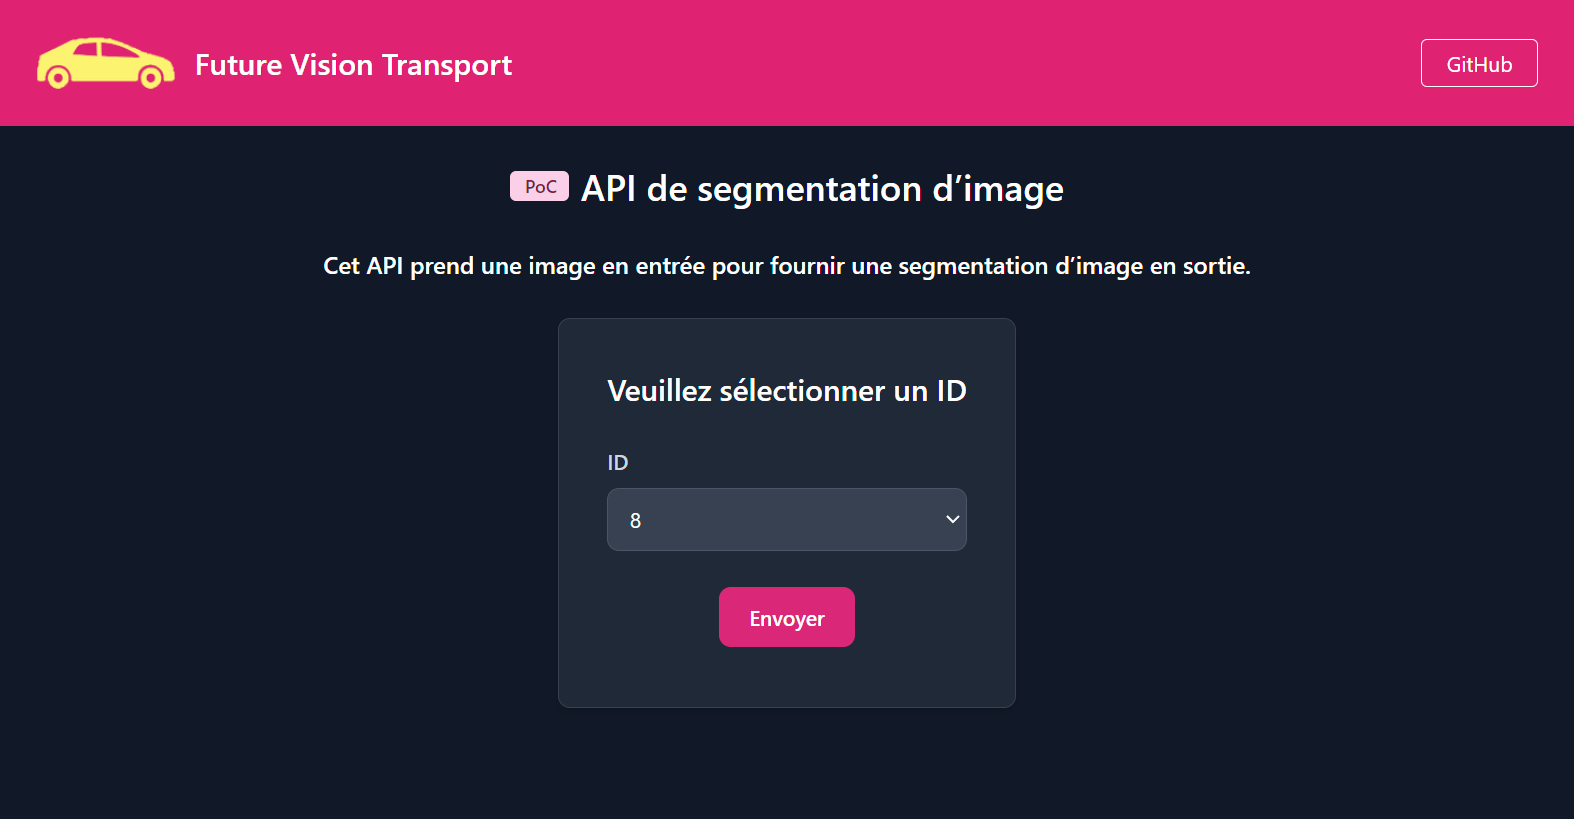 Future Vision Transport
GitHub
PoC API de segmentation d’image
Cet API prend une image en entrée pour fournir une segmentation d’image en sortie.
Veuillez sélectionner un ID
ID
8
Envoyer